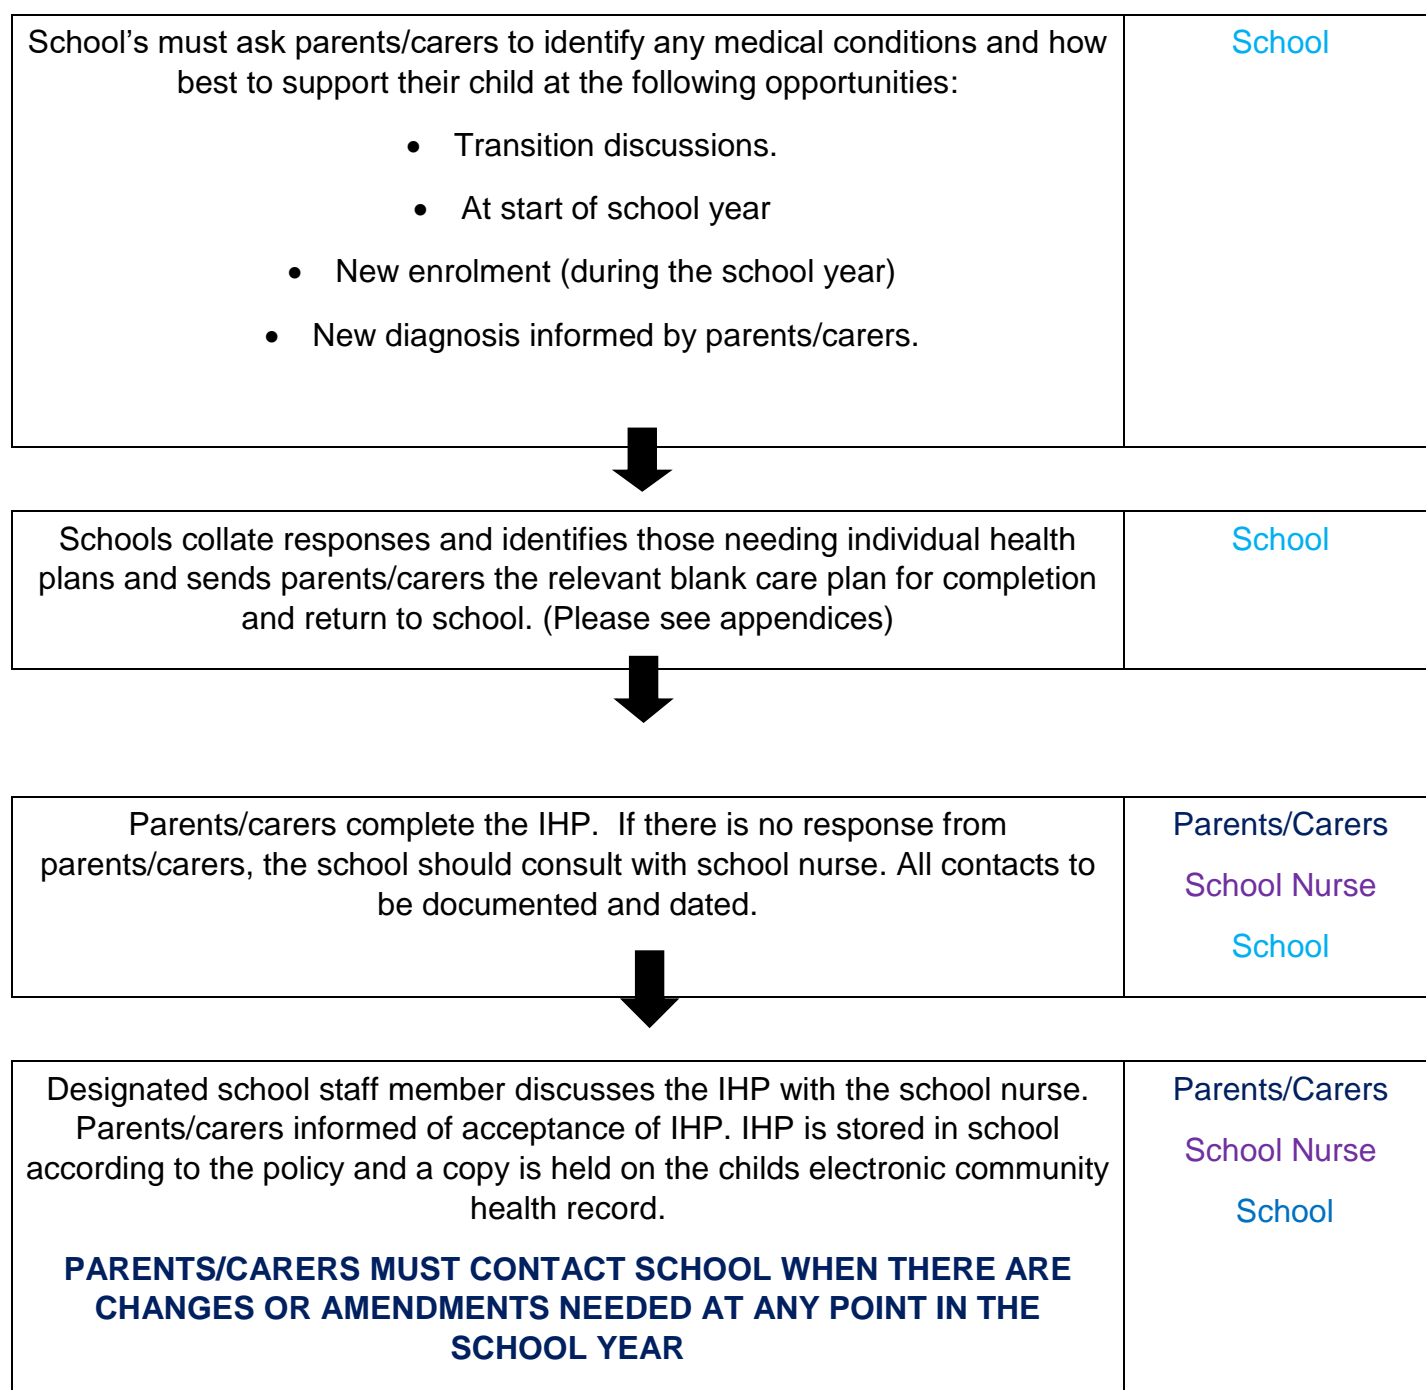 School’s must ask parents/carers to identify any medical conditions and how
best to support their child at the following opportunities:
• Transition discussions.
• At start of school year
• New enrolment (during the school year)
• New diagnosis informed by parents/carers.
School
Schools collate responses and identifies those needing individual health
plans and sends parents/carers the relevant blank care plan for completion
and return to school. (Please see appendices)
School
Parents/carers complete the IHP.  If there is no response from
parents/carers, the school should consult with school nurse. All contacts to
be documented and dated.
Parents/Carers
School Nurse
School
Designated school staff member discusses the IHP with the school nurse.
Parents/carers informed of acceptance of IHP. IHP is stored in school
according to the policy and a copy is held on the childs electronic community
health record.
PARENTS/CARERS MUST CONTACT SCHOOL WHEN THERE ARE
CHANGES OR AMENDMENTS NEEDED AT ANY POINT IN THE
SCHOOL YEAR
Parents/Carers
School Nurse
School